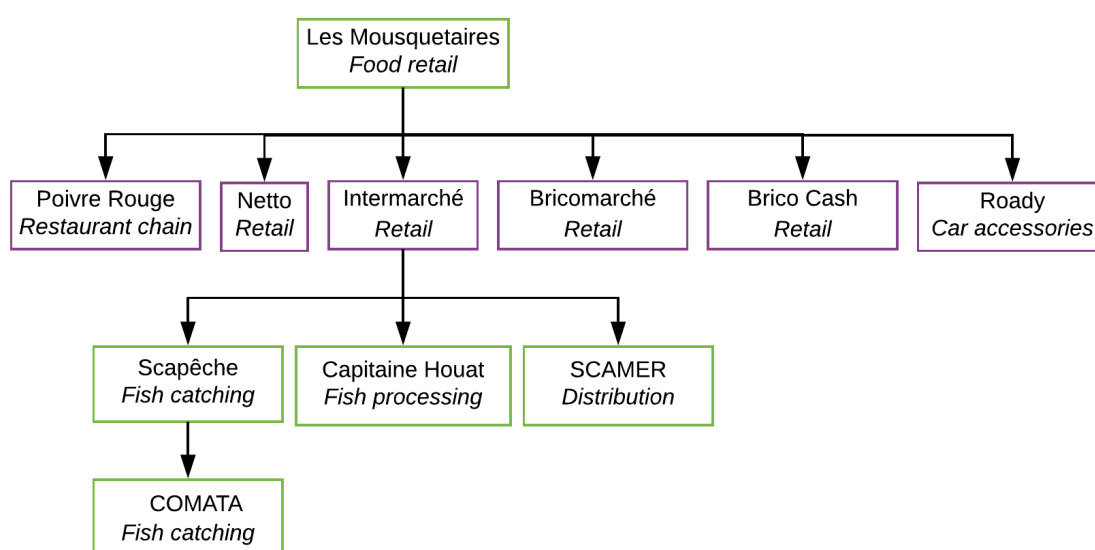 Les Mousquetaires
Food retail
Poivre Rouge
Restaurant chain
Netto
Retail
Intermarché
Retail
Bricomarché
Retail
Brico Cash
Retail
Roady
Car accessories
Scapêche
Fish catching
Capitaine Houat
Fish processing
SCAMER
Distribution
COMATA
Fish catching